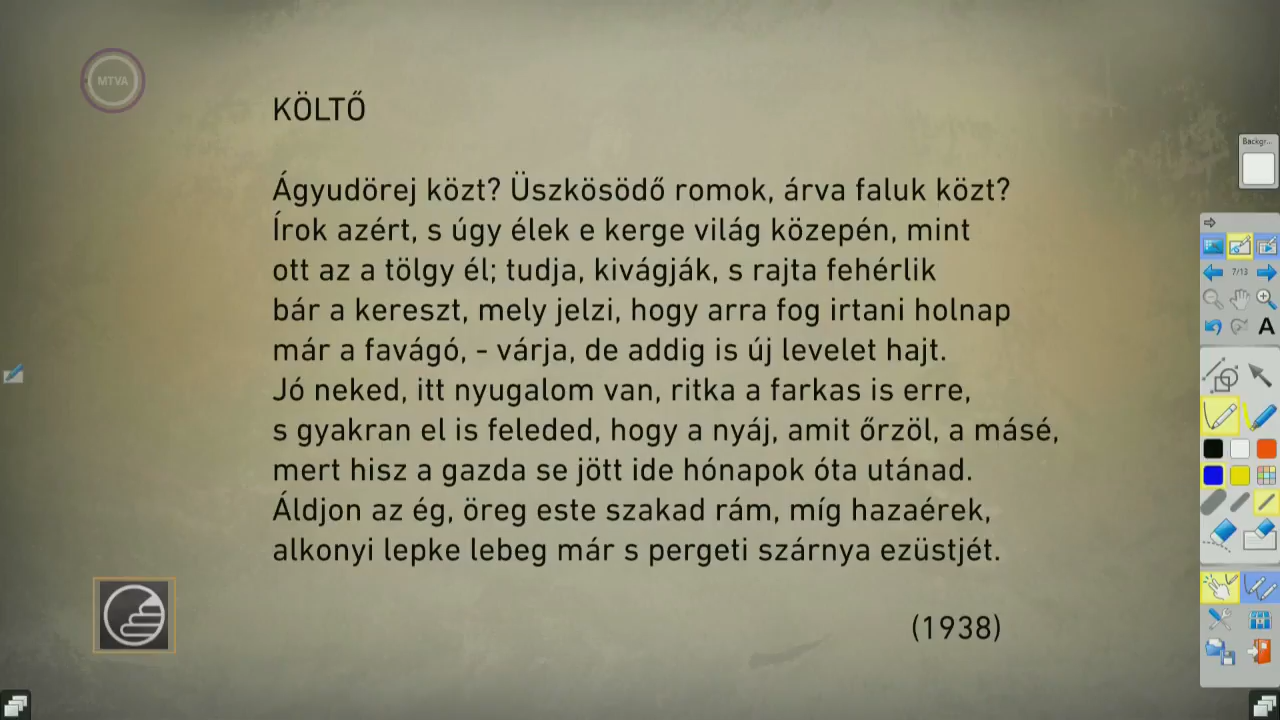 MTVA
KÖLTŐ
Ágyudörej közt? Üszkösödő romok, árva faluk közt?
Írok azért, s úgy élek e kerge világ közepén, mint
ott az a tölgy él; tudja, kivágják, s rajta fehérlik
bár a kereszt, mely jelzi, hogy arra fog irtani holnap
már a favágó, - várja, de addig is új levelet hajt.
Jó neked, itt nyugalom van, ritka a farkas is erre,
s gyakran el is feleded, hogy a nyáj, amit őrzöl, a másé,
mert hisz a gazda se jött ide hónapok óta utánad.
Áldjon az ég, öreg este szakad rám, míg hazaérek,
alkonyi lepke lebeg már s pergeti szárnya ezüstjét.
(1938)
Backgr...
7/13
A